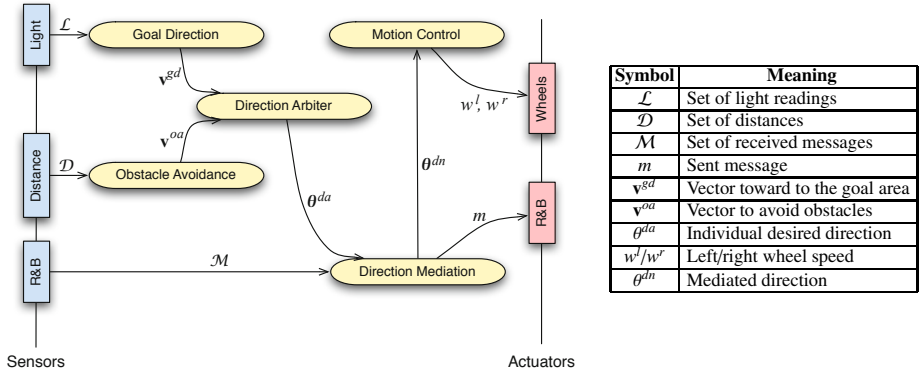 Light
ℒ
Goal Direction
Motion Control
v^gd
Direction Arbiter
w^l, w^r
Wheels
v^oa
Distance
𝒟
Obstacle Avoidance
θ^da
θ^dn
m
R&B
R&B
ℳ
Direction Mediation
Sensors
Actuators
Symbol Meaning
ℒ Set of light readings
𝒟 Set of distances
ℳ Set of received messages
m Sent message
v^gd Vector toward to the goal area
v^oa Vector to avoid obstacles
θ^da Individual desired direction
w^l/w^r Left/right wheel speed
θ^dn Mediated direction